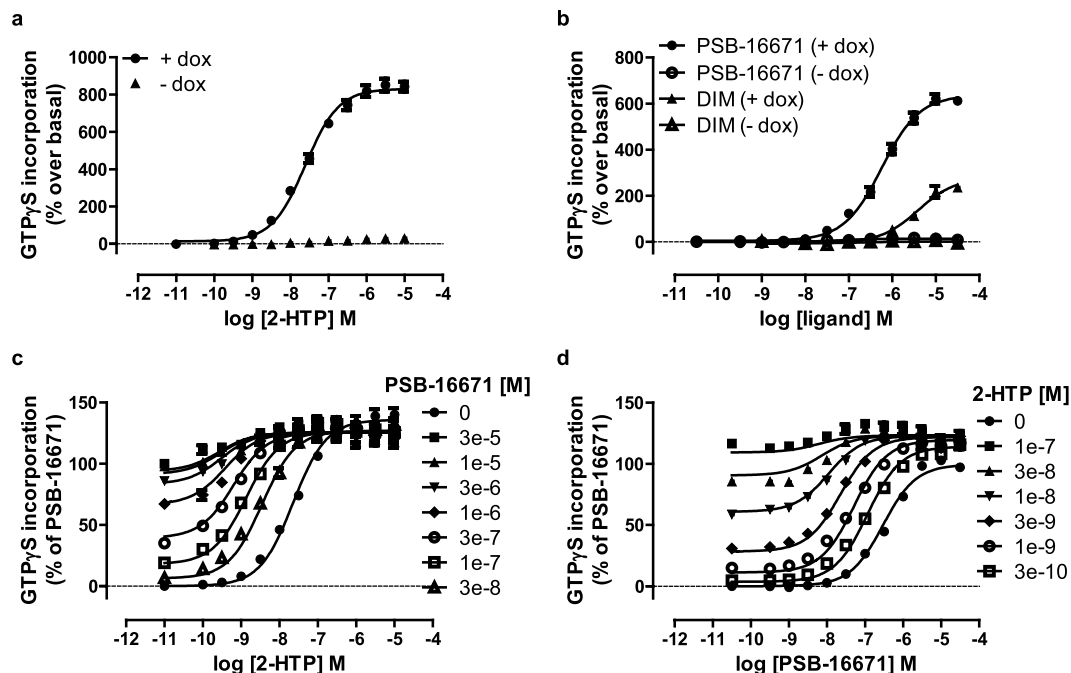 a
GTPγS incorporation
(% over basal)
1000
800
600
400
200
0
+ dox
- dox
-12 -11 -10 -9 -8 -7 -6 -5 -4
log [2-HTP] M
b
GTPγS incorporation
(% over basal)
800
600
400
200
0
PSB-16671 (+ dox)
PSB-16671 (- dox)
DIM (+ dox)
DIM (- dox)
-11 -10 -9 -8 -7 -6 -5 -4
log [ligand] M
c
GTPγS incorporation
(% of PSB-16671)
150
100
50
0
-12 -11 -10 -9 -8 -7 -6 -5 -4
log [2-HTP] M
PSB-16671 [M]
0
3e-5
1e-5
3e-6
1e-6
3e-7
1e-7
3e-8
d
GTPγS incorporation
(% of PSB-16671)
150
100
50
0
-12 -11 -10 -9 -8 -7 -6 -5 -4
log [PSB-16671] M
2-HTP [M]
0
1e-7
3e-8
1e-8
3e-9
1e-9
3e-10